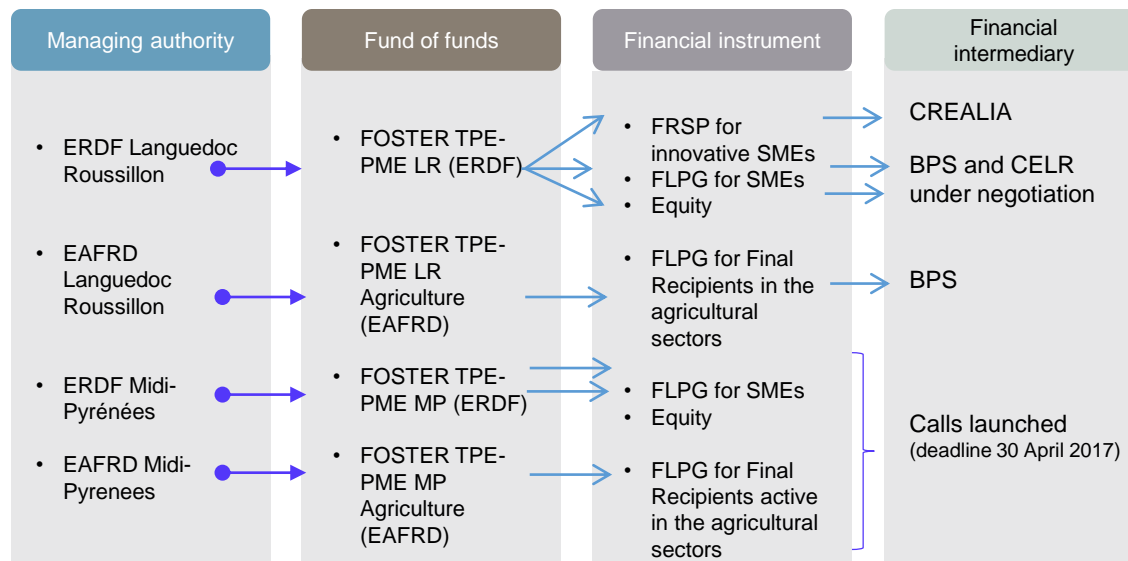 Managing authority
Fund of funds
Financial instrument
Financial
intermediary
• ERDF Languedoc
Roussillon
• EAFRD
Languedoc
Roussillon
• ERDF Midi-
Pyrénées
• EAFRD Midi-
Pyrenees
• FOSTER TPE-
PME LR (ERDF)
• FOSTER TPE-
PME LR
Agriculture
(EAFRD)
• FOSTER TPE-
PME MP (ERDF)
• FOSTER TPE-
PME MP
Agriculture
(EAFRD)
• FRSP for
innovative SMEs
• FLPG for SMEs
• Equity
• FLPG for Final
Recipients in the
agricultural
sectors
• FLPG for SMEs
• Equity
• FLPG for Final
Recipients active
in the agricultural
sectors
CREALIA
BPS and CELR
under negotiation
BPS
Calls launched
(deadline 30 April 2017)